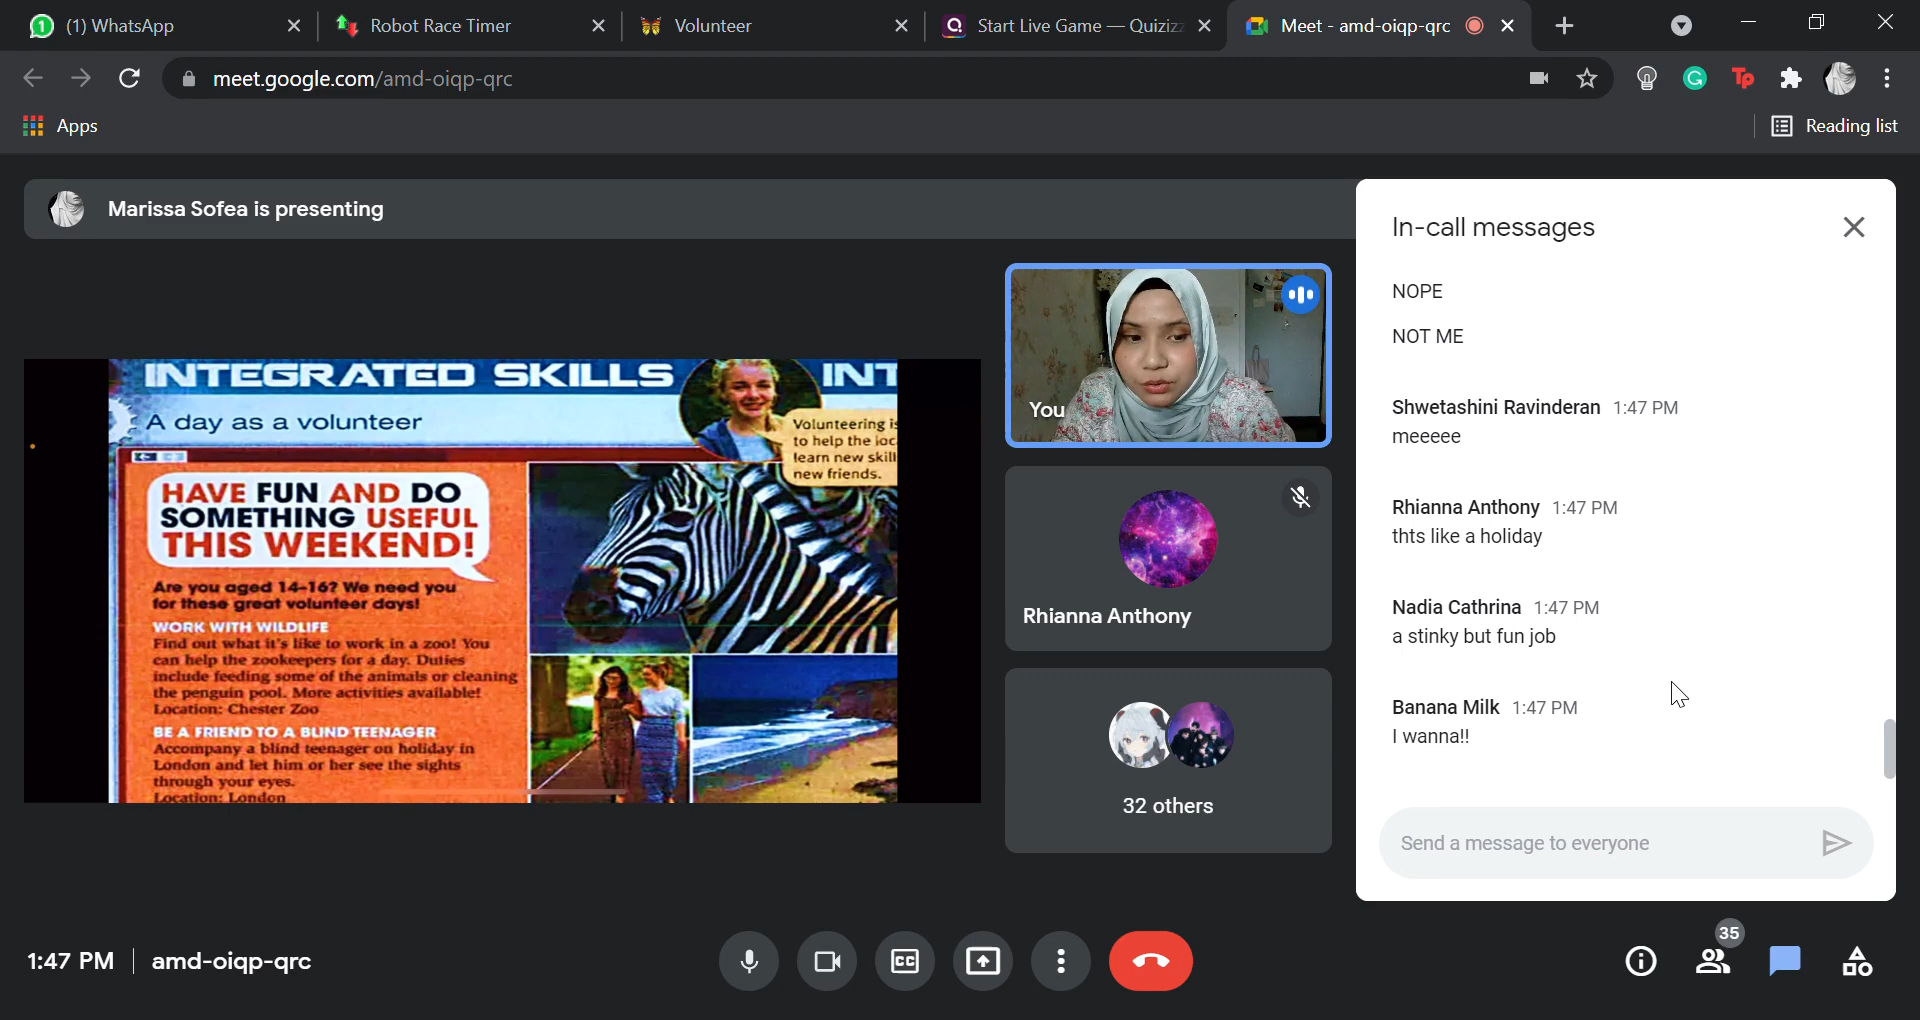 (1) WhatsApp
Robot Race Timer
Volunteer
Start Live Game — Quizizz
Meet - amd-oiqp-qrc
meet.google.com/amd-oiqp-qrc
Apps
Reading list
Marissa Sofea is presenting
INTEGRATED SKILLS
INT
A day as a volunteer
Volunteering is
to help the loc
learn new skill
new friends.
HAVE FUN AND DO
SOMETHING USEFUL
THIS WEEKEND!
Are you aged 14-16? We need you
for these great volunteer days!
WORK WITH WILDLIFE
Find out what it's like to work in a zoo! You
can help the zookeepers for a day. Duties
include feeding some of the animals or cleaning
the penguin pool. More activities available!
Location: Chester Zoo
BE A FRIEND TO A BLIND TEENAGER
Accompany a blind teenager on holiday in
London and let him or her see the sights
through your eyes.
Location: London
You
Rhianna Anthony
32 others
In-call messages
NOPE
NOT ME
Shwetashini Ravinderan 1:47 PM
meeeee
Rhianna Anthony 1:47 PM
thts like a holiday
Nadia Cathrina 1:47 PM
a stinky but fun job
Banana Milk 1:47 PM
I wanna!!
Send a message to everyone
1:47 PM
amd-oiqp-qrc
CC
35